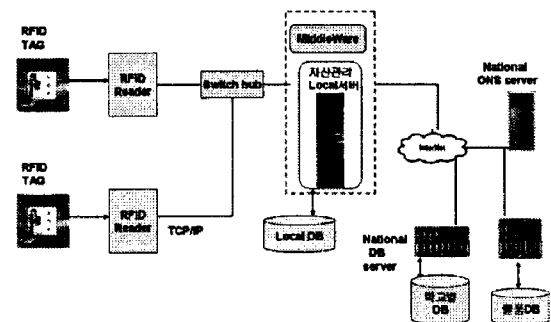 RFID
TAG
RFID
Reader
Switch hub
MiddleWare
자산관리
Local서버
National
ONS server
Internet
RFID
TAG
RFID
Reader
TCP/IP
Local DB
National
DB
server
DB